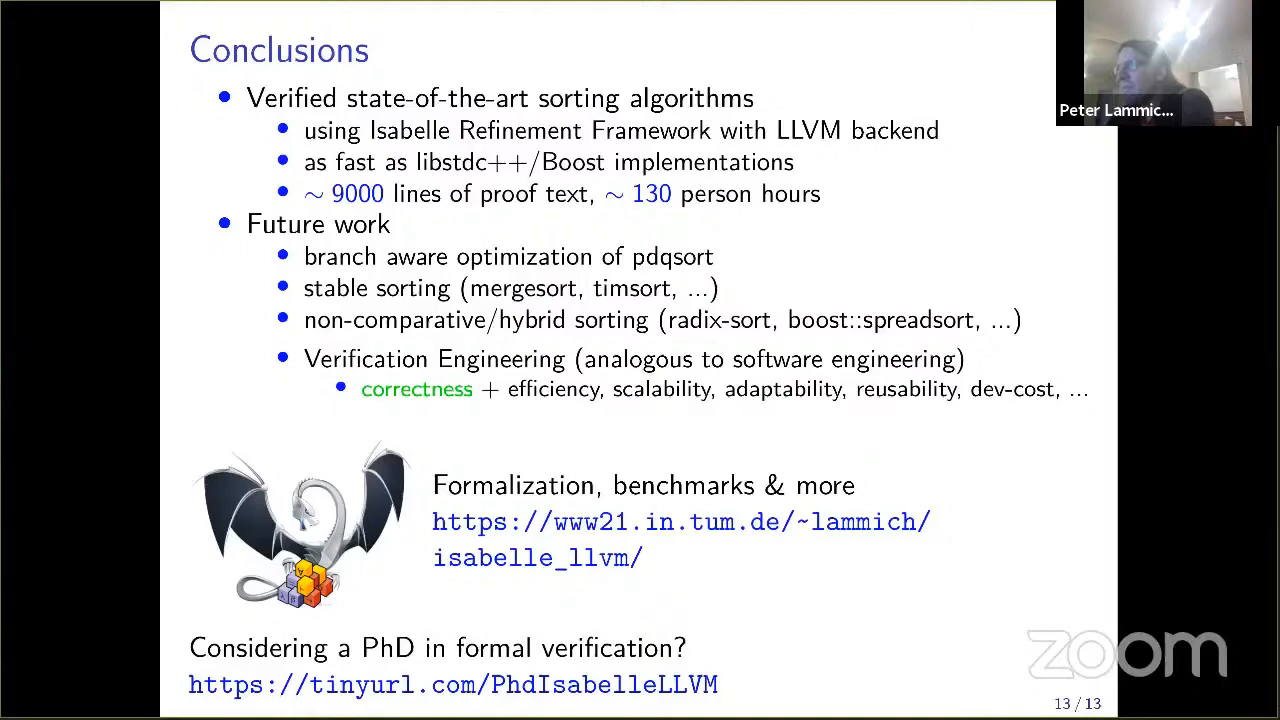 Conclusions
Verified state-of-the-art sorting algorithms
using Isabelle Refinement Framework with LLVM backend
as fast as libstdc++/Boost implementations
~ 9000 lines of proof text, ~ 130 person hours
Future work
branch aware optimization of pdqsort
stable sorting (mergesort, timsort, ...)
non-comparative/hybrid sorting (radix-sort, boost::spreadsort, ...)
Verification Engineering (analogous to software engineering)
correctness + efficiency, scalability, adaptability, reusability, dev-cost, ...
Formalization, benchmarks & more
https://www21.in.tum.de/~lammich/
isabelle_llvm/
Considering a PhD in formal verification?
https://tinyurl.com/PhdIsabelleLLVM
13 / 13
Peter Lammic...
zoom